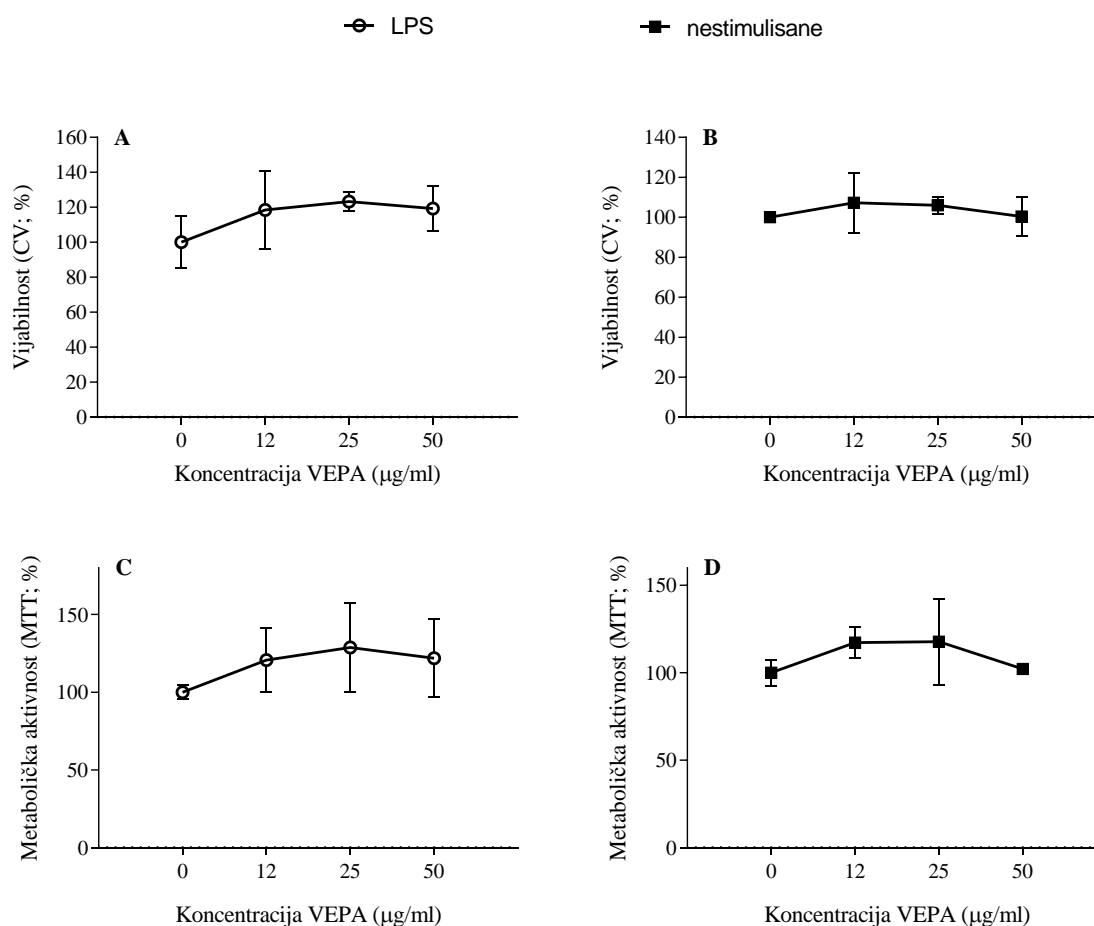 LPS
nestimulisane
A
160
140
120
100
80
60
40
20
0
Vijabilnost (CV; %)
0 12 25 50
Koncentracija VEPA (μg/ml)
B
140
120
100
80
60
40
20
0
Vijabilnost (CV; %)
0 12 25 50
Koncentracija VEPA (μg/ml)
C
150
100
50
0
Metabolička aktivnost (MTT; %)
0 12 25 50
Koncentracija VEPA (μg/ml)
D
150
100
50
0
Metabolička aktivnost (MTT; %)
0 12 25 50
Koncentracija VEPA (μg/ml)